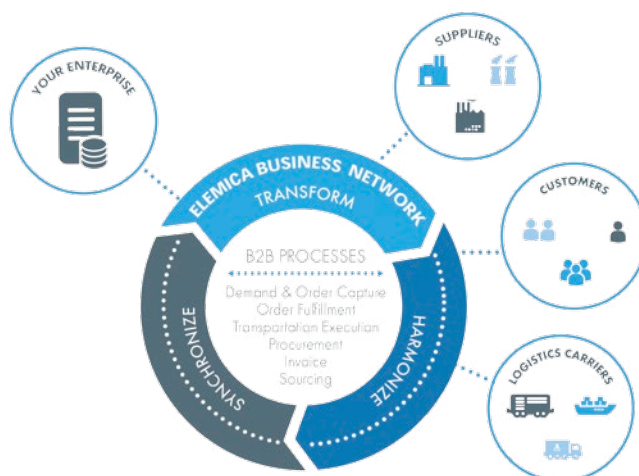 YOUR ENTERPRISE
SUPPLIERS
ELEMICA BUSINESS NETWORK
TRANSFORM
CUSTOMERS
B2B PROCESSES
Demand & Order Capture
Order Fulfillment
Transportation Execution
Procurement
Invoice
Sourcing
SYNCHRONIZE
HARMONIZE
LOGISTICS CARRIERS